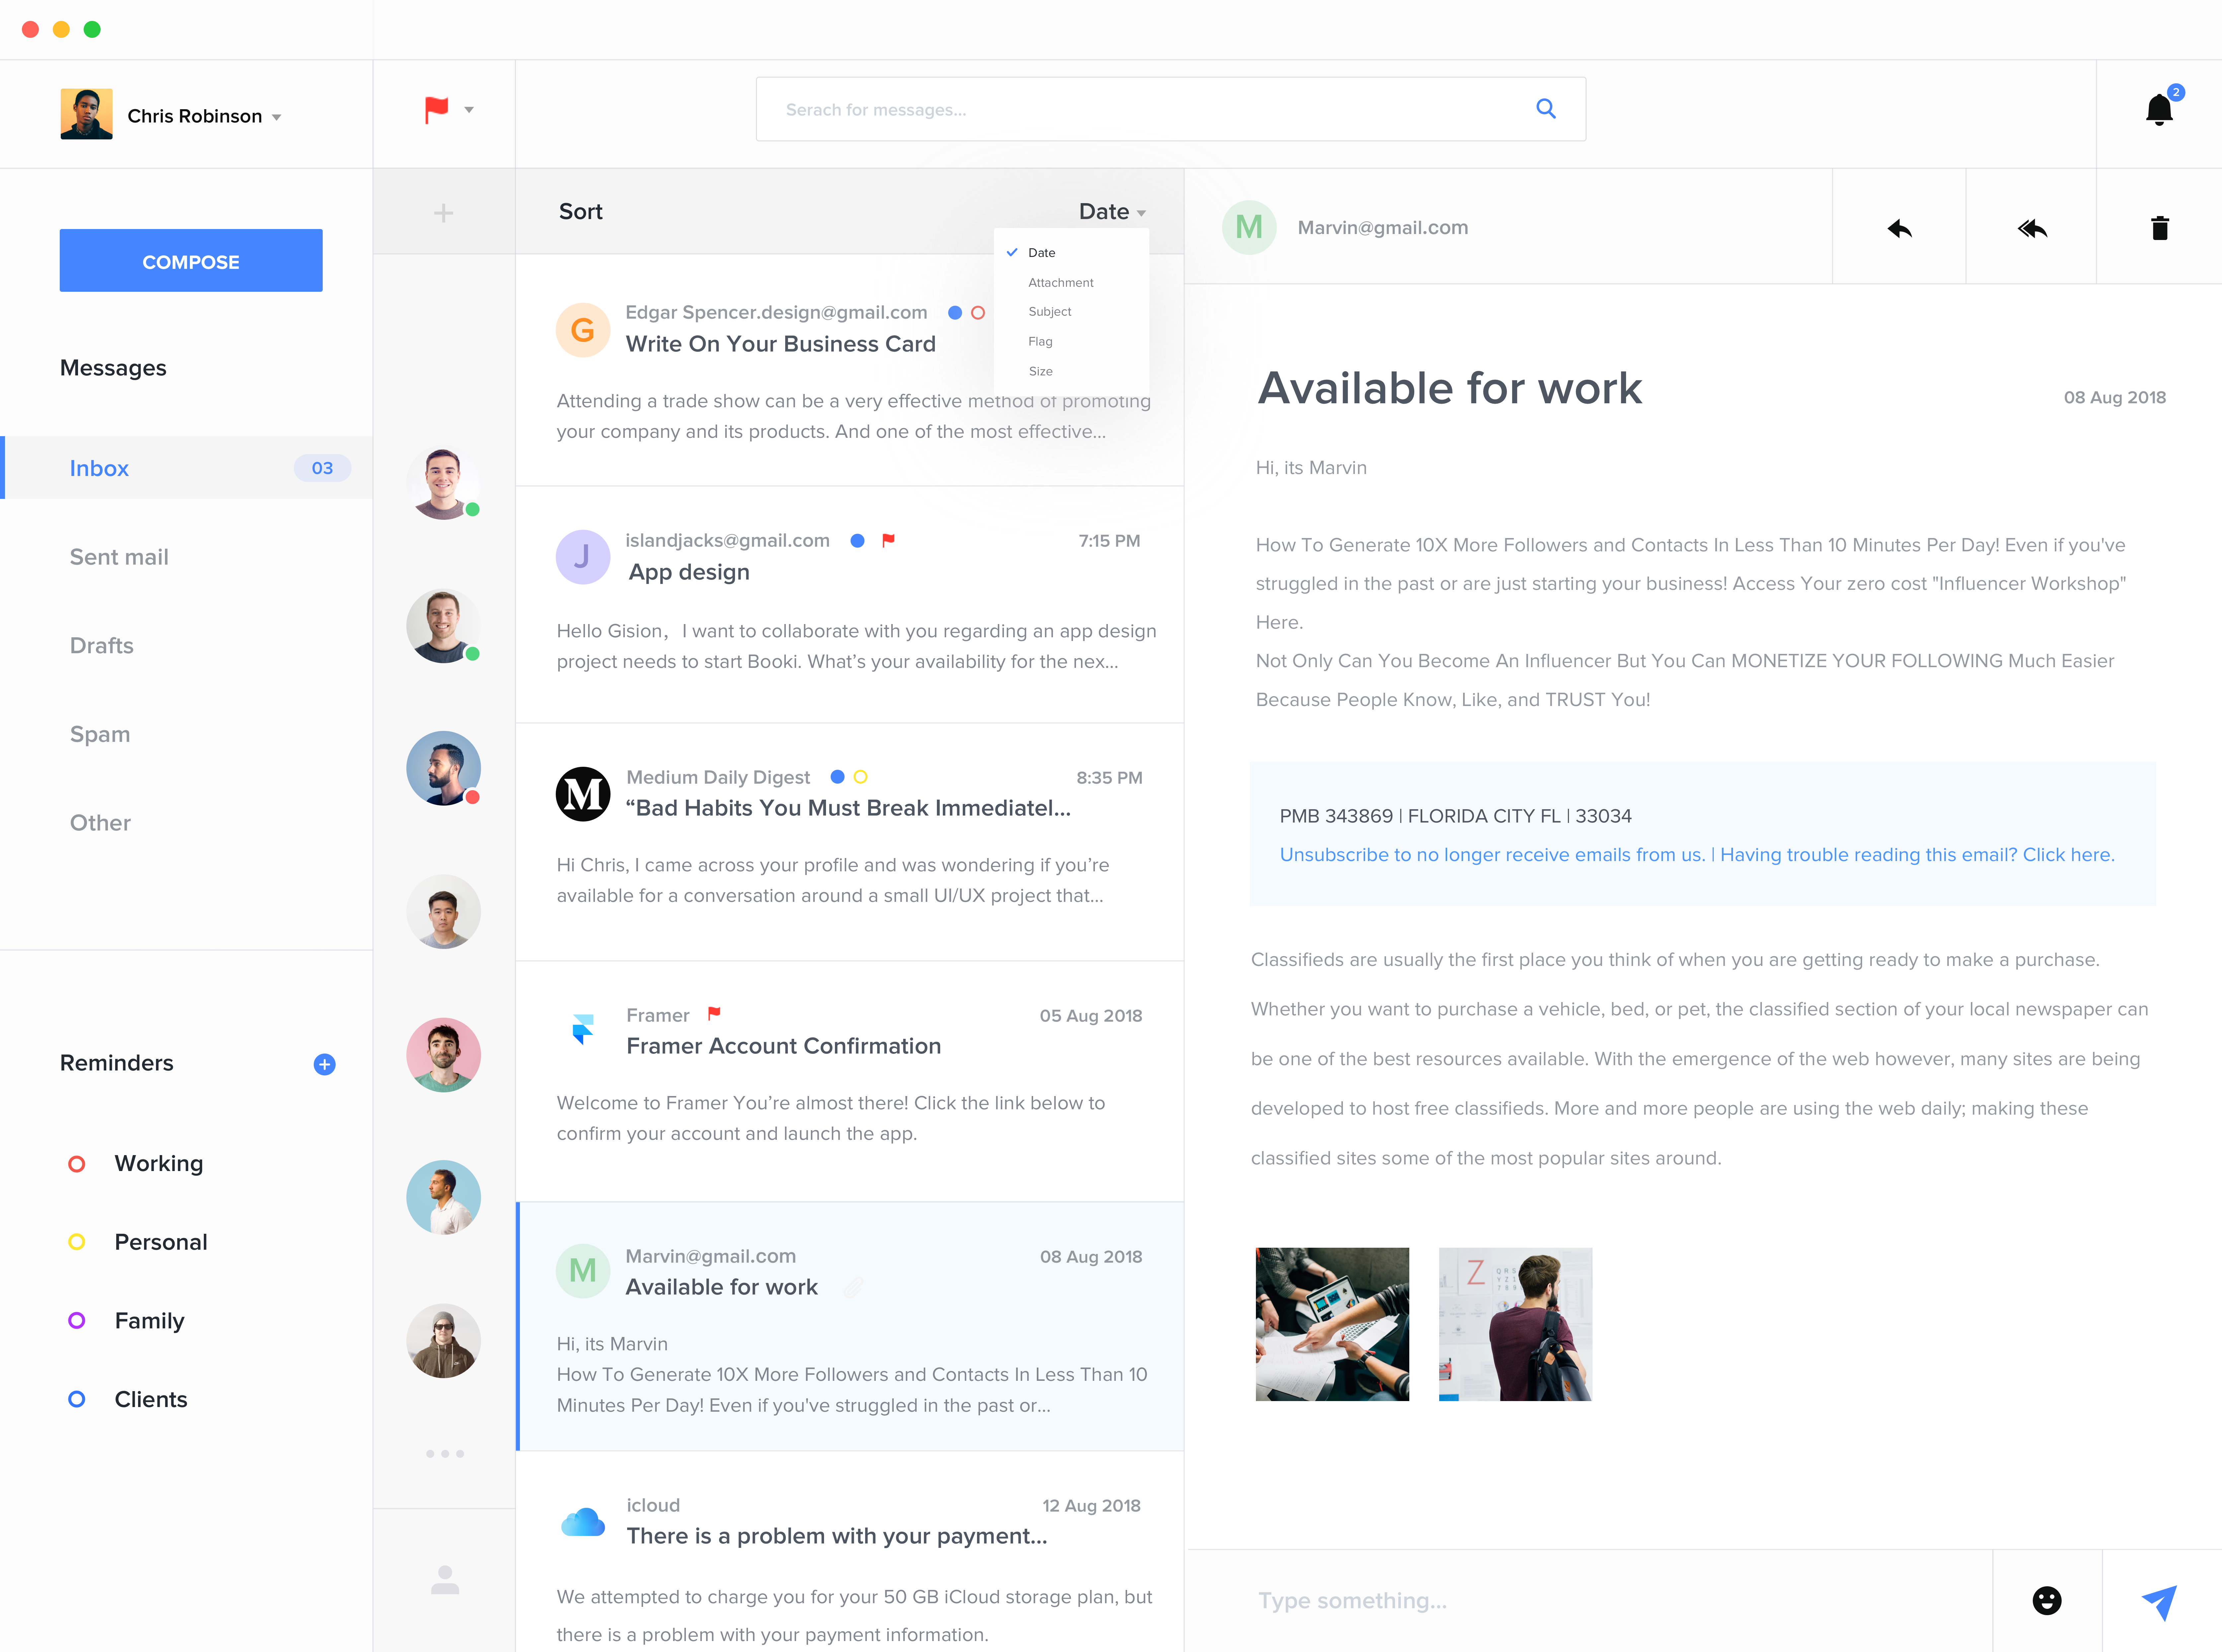 Chris Robinson
Serach for messages...
2
COMPOSE
Messages
Inbox
03
Sent mail
Drafts
Spam
Other
Reminders
Working
Personal
Family
Clients
Sort
Date
Date
Attachment
Subject
Flag
Size
G
Edgar Spencer.design@gmail.com
Write On Your Business Card
Attending a trade show can be a very effective method of promoting
your company and its products. And one of the most effective...
J
islandjacks@gmail.com
7:15 PM
App design
Hello Gision，I want to collaborate with you regarding an app design
project needs to start Booki. What’s your availability for the nex...
M
Medium Daily Digest
8:35 PM
“Bad Habits You Must Break Immediatel...
Hi Chris, I came across your profile and was wondering if you’re
available for a conversation around a small UI/UX project that...
Framer
05 Aug 2018
Framer Account Confirmation
Welcome to Framer You’re almost there! Click the link below to
confirm your account and launch the app.
M
Marvin@gmail.com
08 Aug 2018
Available for work
Hi, its Marvin
How To Generate 10X More Followers and Contacts In Less Than 10
Minutes Per Day! Even if you've struggled in the past or...
icloud
12 Aug 2018
There is a problem with your payment...
We attempted to charge you for your 50 GB iCloud storage plan, but
there is a problem with your payment information.
M
Marvin@gmail.com
Available for work
08 Aug 2018
Hi, its Marvin
How To Generate 10X More Followers and Contacts In Less Than 10 Minutes Per Day! Even if you've
struggled in the past or are just starting your business! Access Your zero cost "Influencer Workshop"
Here.
Not Only Can You Become An Influencer But You Can MONETIZE YOUR FOLLOWING Much Easier
Because People Know, Like, and TRUST You!
PMB 343869 | FLORIDA CITY FL | 33034
Unsubscribe to no longer receive emails from us. | Having trouble reading this email? Click here.
Classifieds are usually the first place you think of when you are getting ready to make a purchase.
Whether you want to purchase a vehicle, bed, or pet, the classified section of your local newspaper can
be one of the best resources available. With the emergence of the web however, many sites are being
developed to host free classifieds. More and more people are using the web daily; making these
classified sites some of the most popular sites around.
Z
Type something...